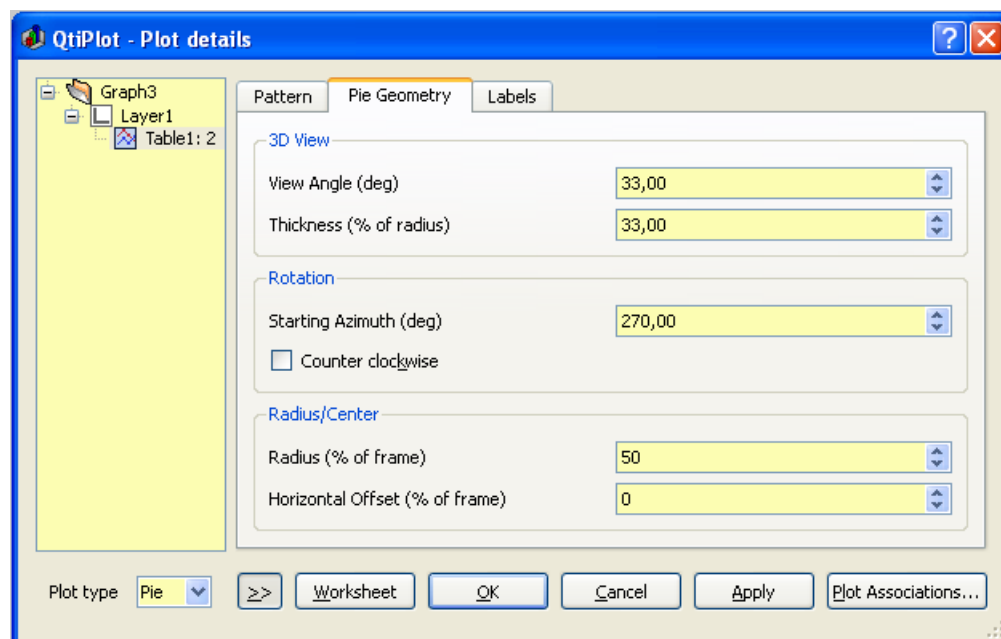 QtiPlot - Plot details
Graph3
Layer1
Table1: 2
Pattern Pie Geometry Labels
3D View
View Angle (deg) 33,00
Thickness (% of radius) 33,00
Rotation
Starting Azimuth (deg) 270,00
Counter clockwise
Radius/Center
Radius (% of frame) 50
Horizontal Offset (% of frame) 0
Plot type Pie >> Worksheet OK Cancel Apply Plot Associations...